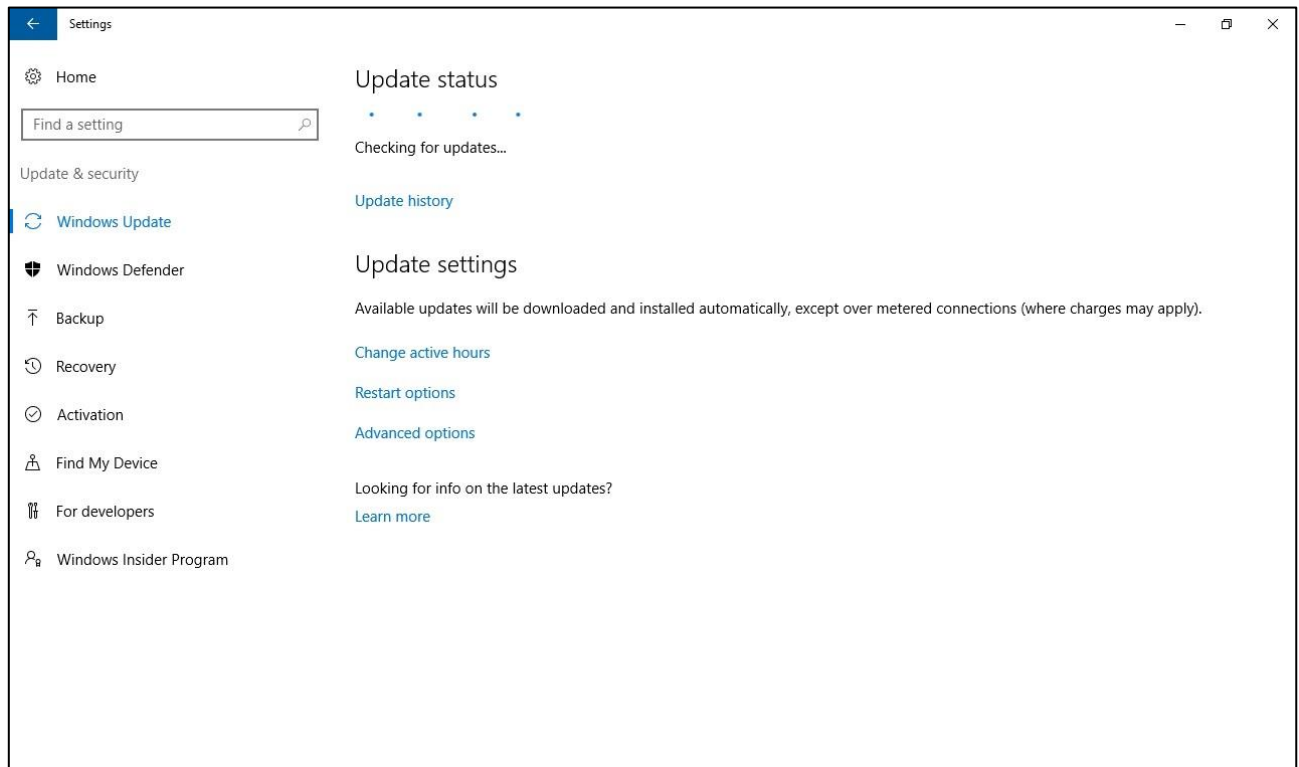 Settings
Home
Find a setting
Update & security
Windows Update
Windows Defender
Backup
Recovery
Activation
Find My Device
For developers
Windows Insider Program
Update status
Checking for updates...
Update history
Update settings
Available updates will be downloaded and installed automatically, except over metered connections (where charges may apply).
Change active hours
Restart options
Advanced options
Looking for info on the latest updates?
Learn more